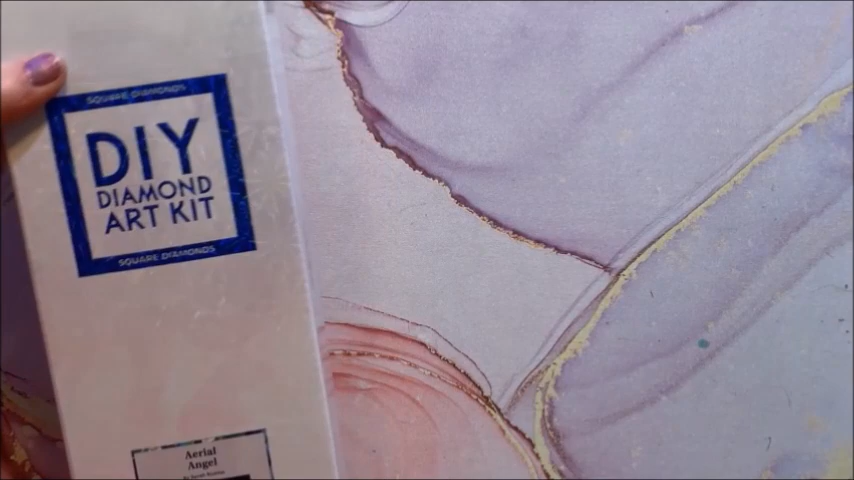 SQUARE DIAMONDS
DIY
DIAMOND
ART KIT
SQUARE DIAMONDS
Aerial
Angel